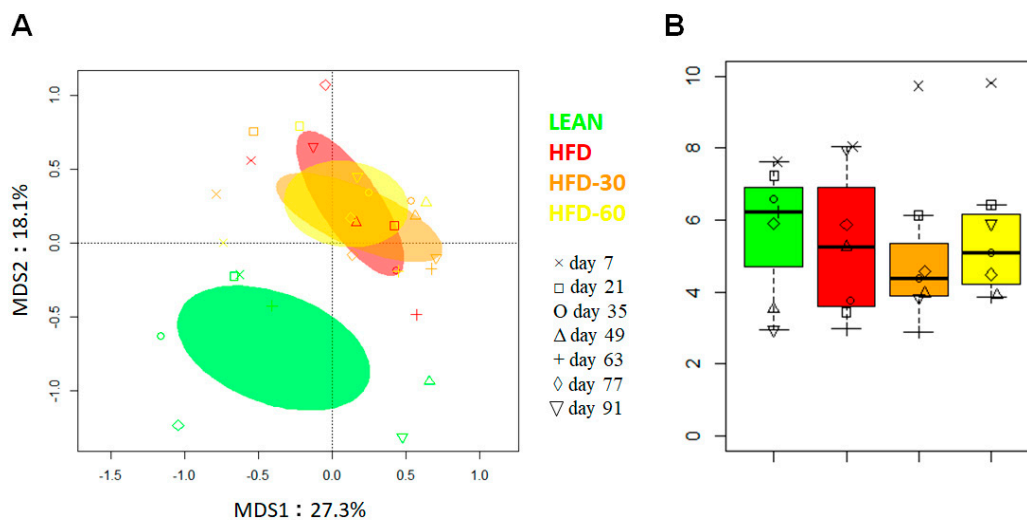 A
B
1.0
0.5
0.0
-0.5
-1.0
MDS2：18.1%
-1.5
-1.0
-0.5
0.0
0.5
1.0
MDS1：27.3%
LEAN
HFD
HFD-30
HFD-60
day 7
day 21
day 35
day 49
day 63
day 77
day 91
10
8
6
4
2
0